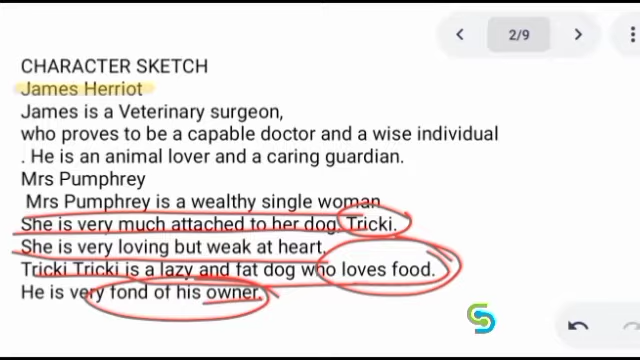 2/9
CHARACTER SKETCH
James Herriot
James is a Veterinary surgeon,
who proves to be a capable doctor and a wise individual
. He is an animal lover and a caring guardian.
Mrs Pumphrey
Mrs Pumphrey is a wealthy single woman
She is very much attached to her dog, Tricki.
She is very loving but weak at heart,
Tricki Tricki is a lazy and fat dog who loves food.
He is very fond of his owner.